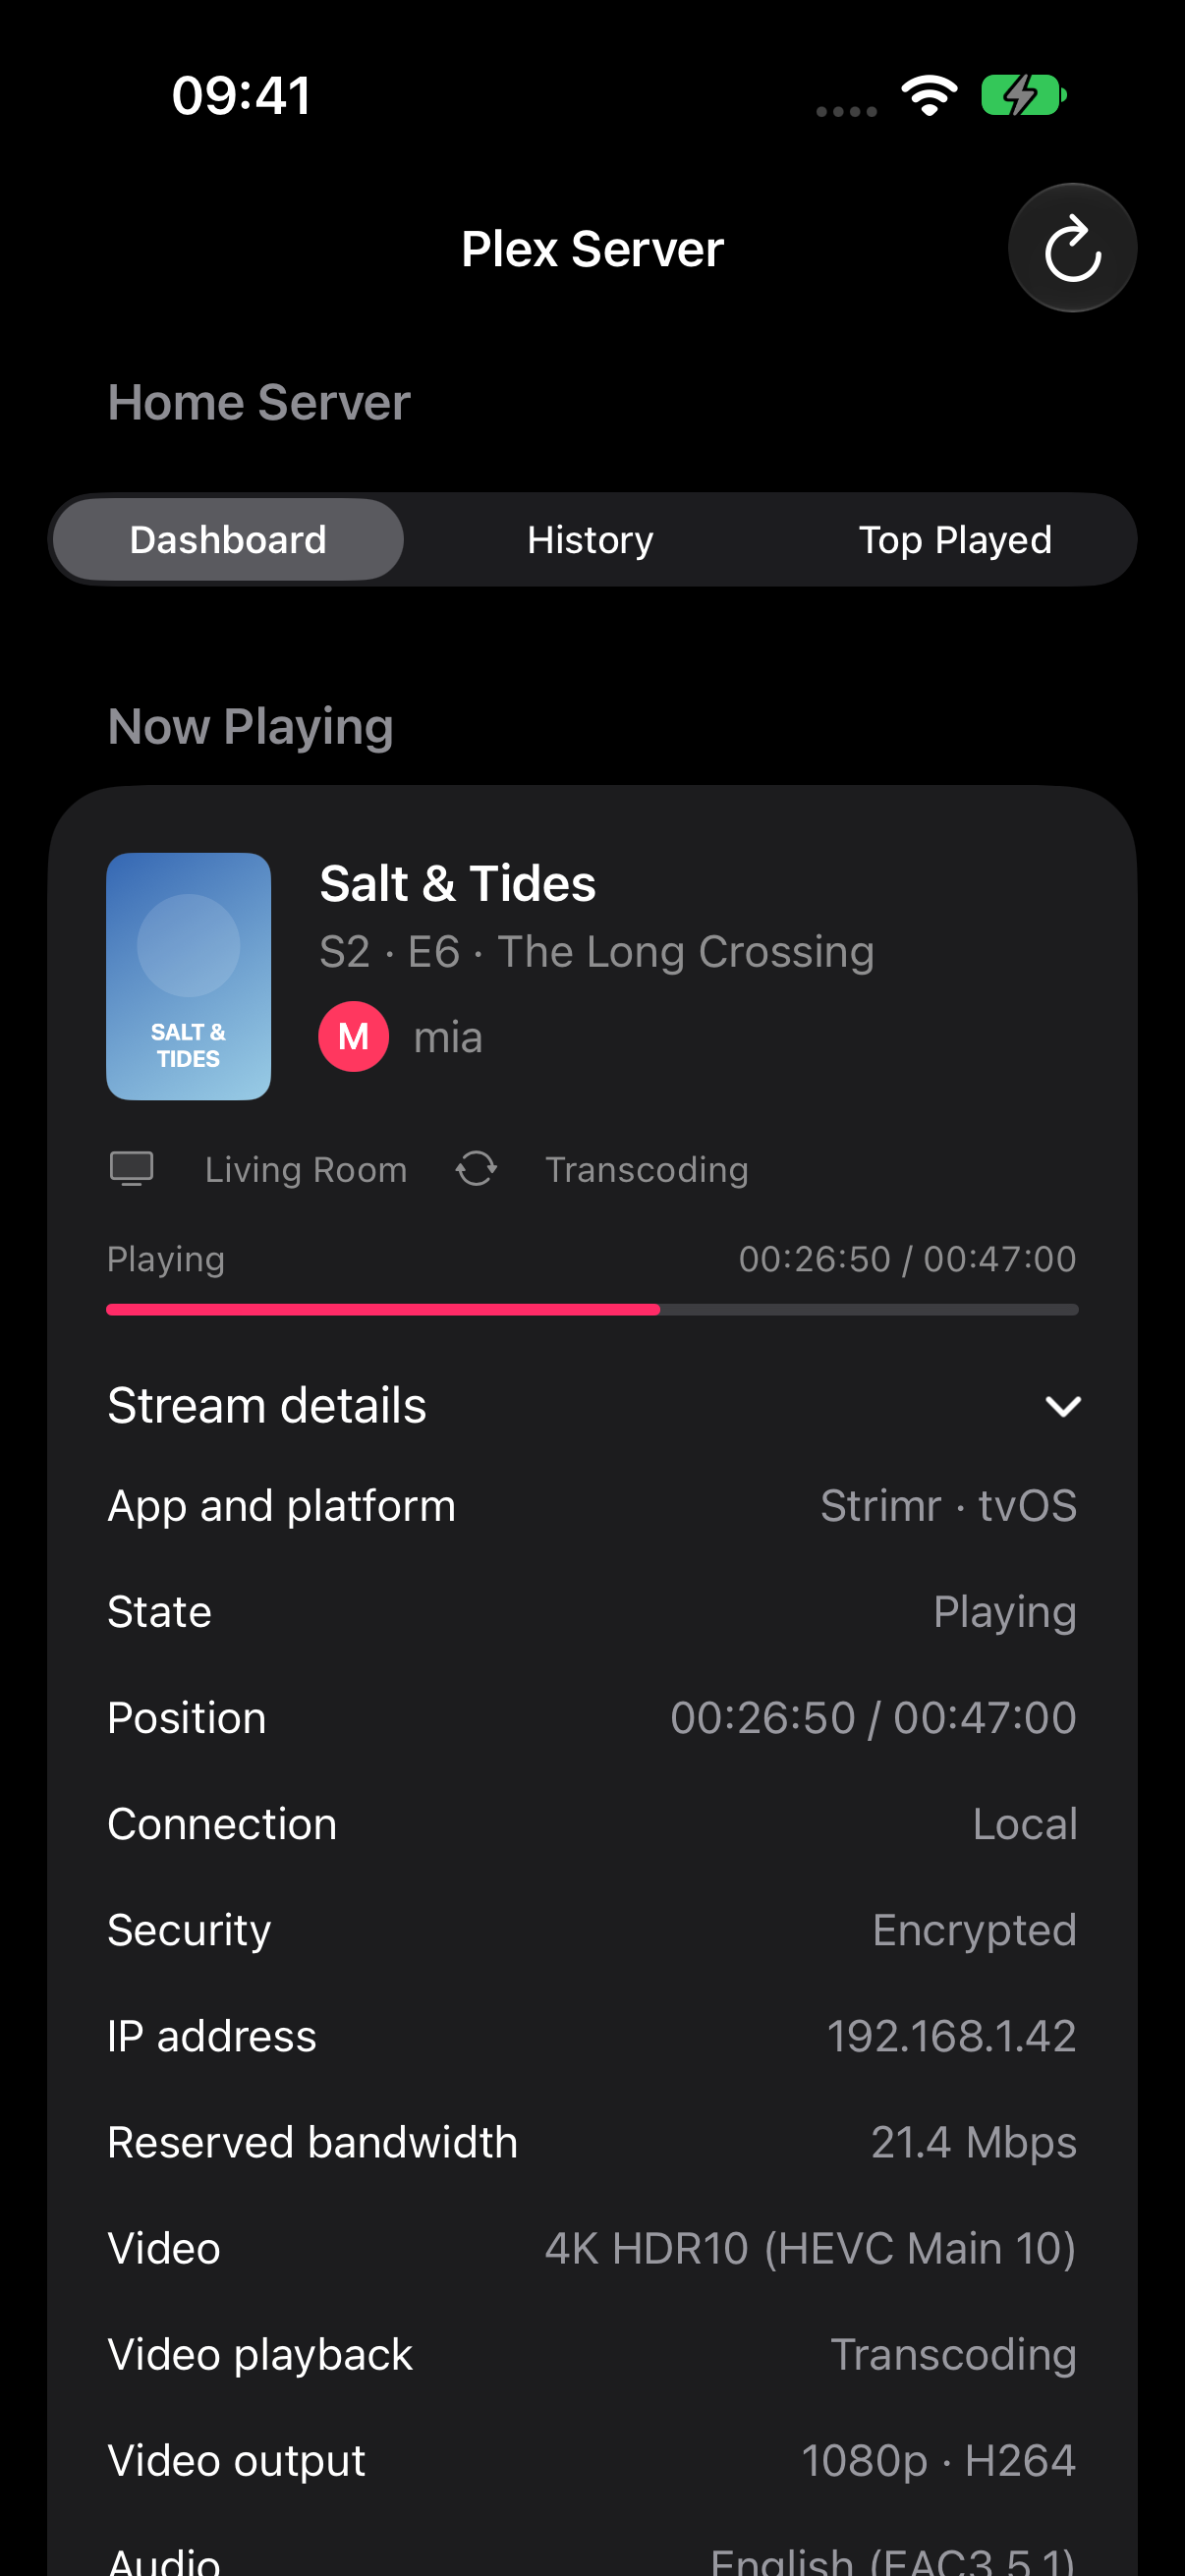 09:41
Plex Server
Home Server
Dashboard History Top Played
Now Playing
SALT &
TIDES
Salt & Tides
S2 · E6 · The Long Crossing
M mia
Living Room Transcoding
Playing 00:26:50 / 00:47:00
Stream details
App and platform Strimr · tvOS
State Playing
Position 00:26:50 / 00:47:00
Connection Local
Security Encrypted
IP address 192.168.1.42
Reserved bandwidth 21.4 Mbps
Video 4K HDR10 (HEVC Main 10)
Video playback Transcoding
Video output 1080p · H264
Audio English (EAC3 5.1)